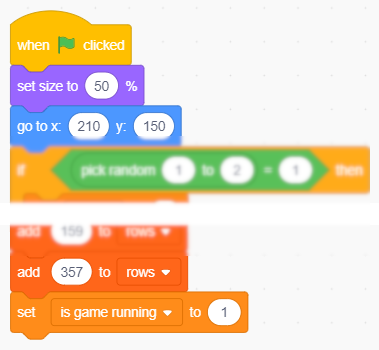 when clicked
set size to 50 %
go to x: 210 y: 150
if pick random 1 to 2 = 1 then
add 159 to rows
add 357 to rows
set is game running to 1